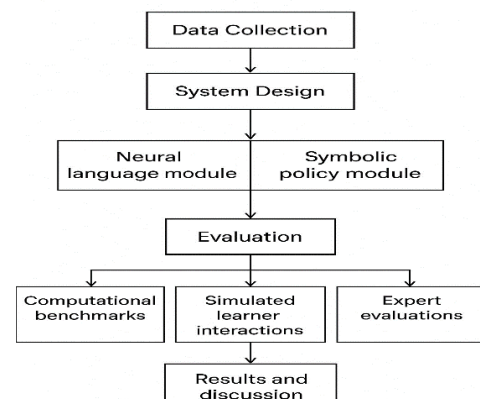 Data Collection
System Design
Neural
language module
Symbolic
policy module
Evaluation
Computational
benchmarks
Simulated
learner
interactions
Expert
evaluations
Results and
discussion